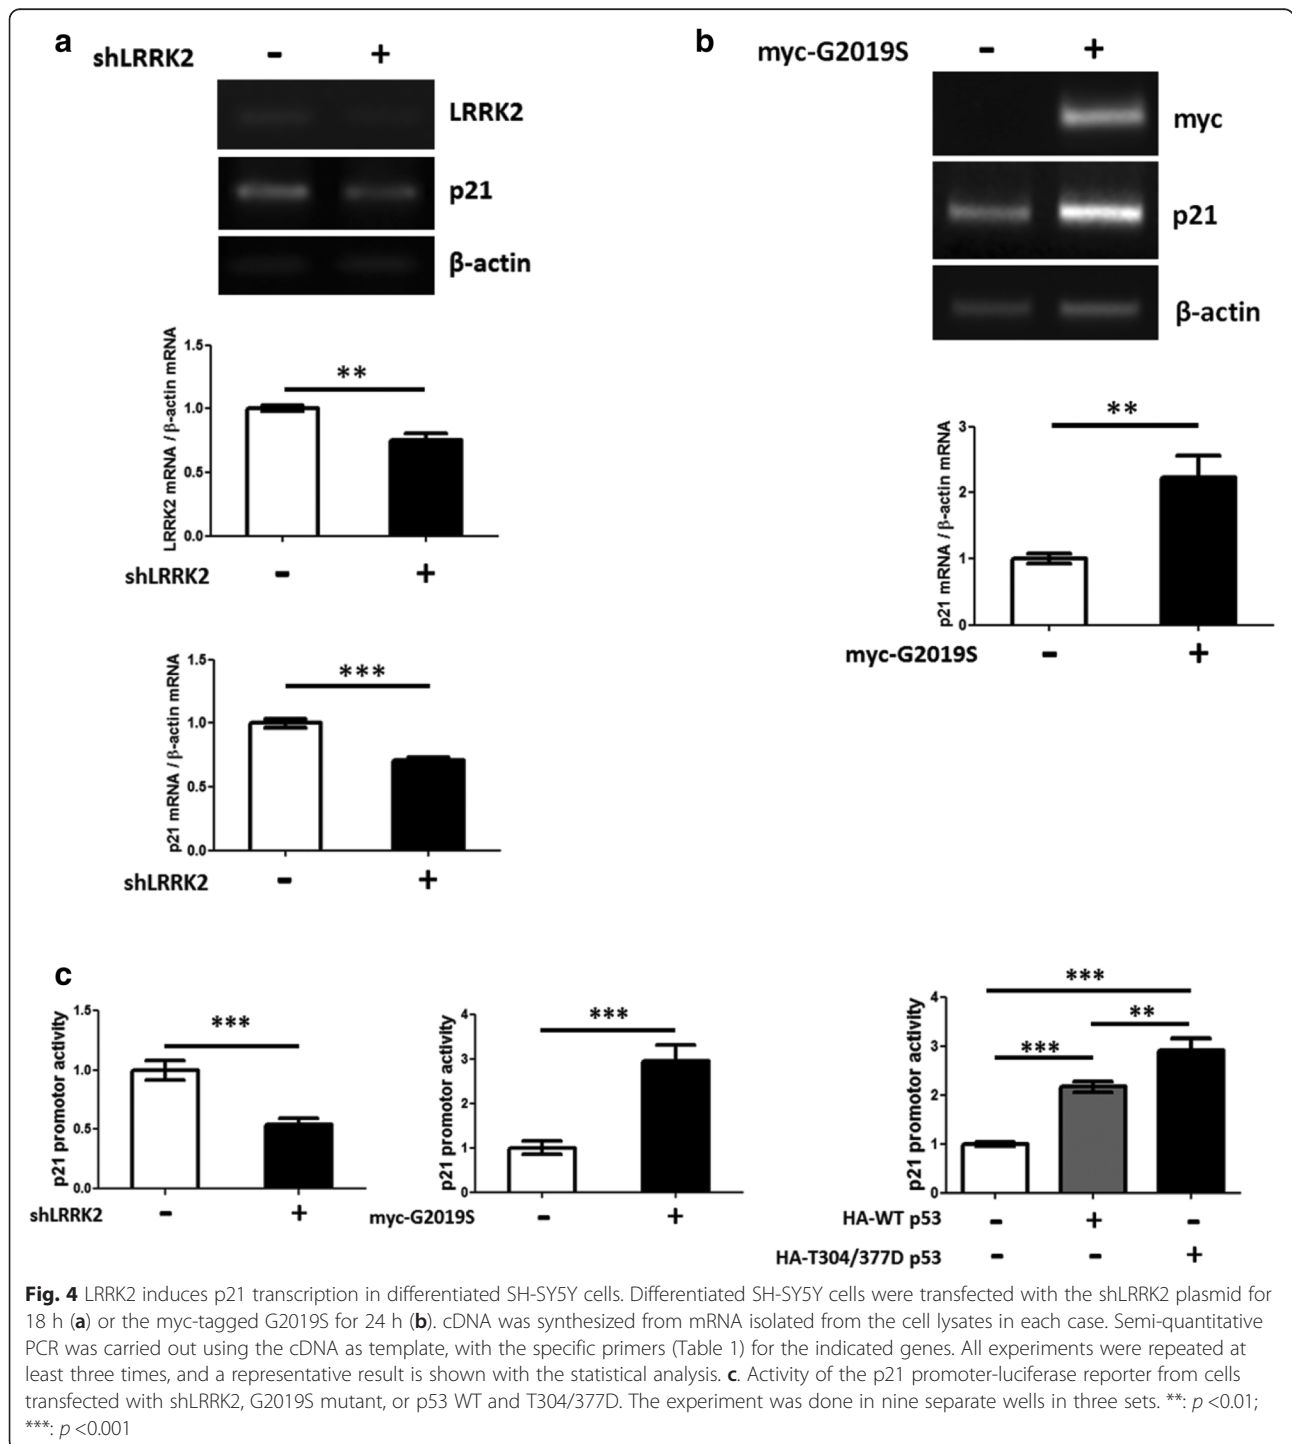 a
shLRRK2 - +
LRRK2
p21
β-actin
LRRK2 mRNA / β-actin mRNA
1.5
1.0
0.5
0.0
**
shLRRK2 - +
p21 mRNA / β-actin mRNA
1.5
1.0
0.5
0.0
***
shLRRK2 - +
b
myc-G2019S - +
myc
p21
β-actin
p21 mRNA / β-actin mRNA
3
2
1
0
**
myc-G2019S - +
c
p21 promotor activity
1.5
1.0
0.5
0.0
***
shLRRK2 - +
p21 promotor activity
4
3
2
1
0
***
myc-G2019S - +
p21 promotor activity
4
3
2
1
0
***
***
**
HA-WT p53 - + -
HA-T304/377D p53 - - +
Fig. 4 LRRK2 induces p21 transcription in differentiated SH-SY5Y cells. Differentiated SH-SY5Y cells were transfected with the shLRRK2 plasmid for
18 h (a) or the myc-tagged G2019S for 24 h (b). cDNA was synthesized from mRNA isolated from the cell lysates in each case. Semi-quantitative
PCR was carried out using the cDNA as template, with the specific primers (Table 1) for the indicated genes. All experiments were repeated at
least three times, and a representative result is shown with the statistical analysis. c. Activity of the p21 promoter-luciferase reporter from cells
transfected with shLRRK2, G2019S mutant, or p53 WT and T304/377D. The experiment was done in nine separate wells in three sets. **: p <0.01;
***: p <0.001